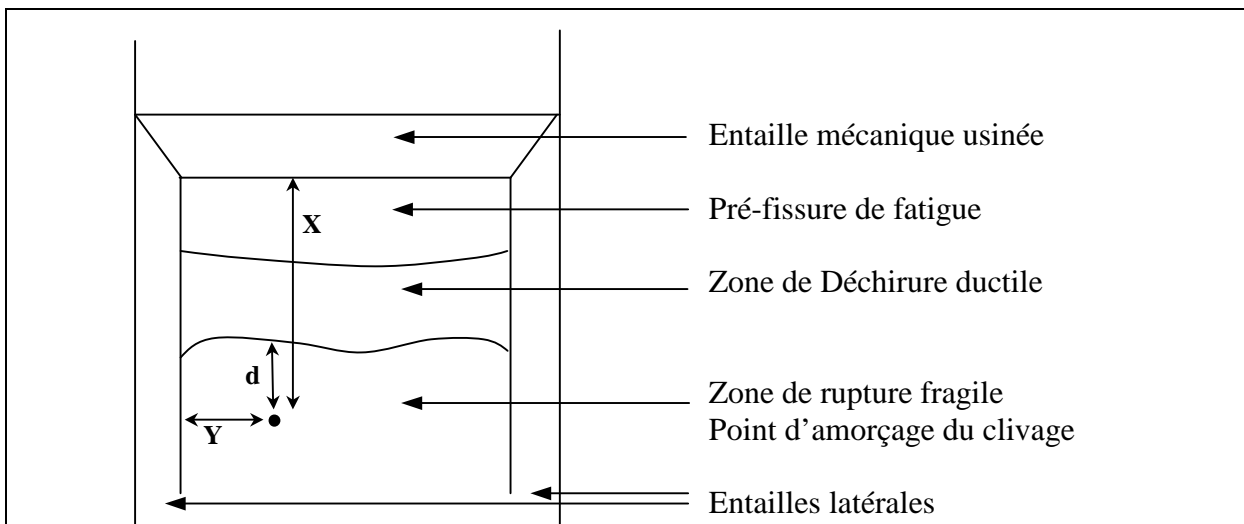 Entaille mécanique usinée
X
Pré-fissure de fatigue
Zone de Déchirure ductile
d
Zone de rupture fragile
Y
Point d'amorçage du clivage
Entailles latérales